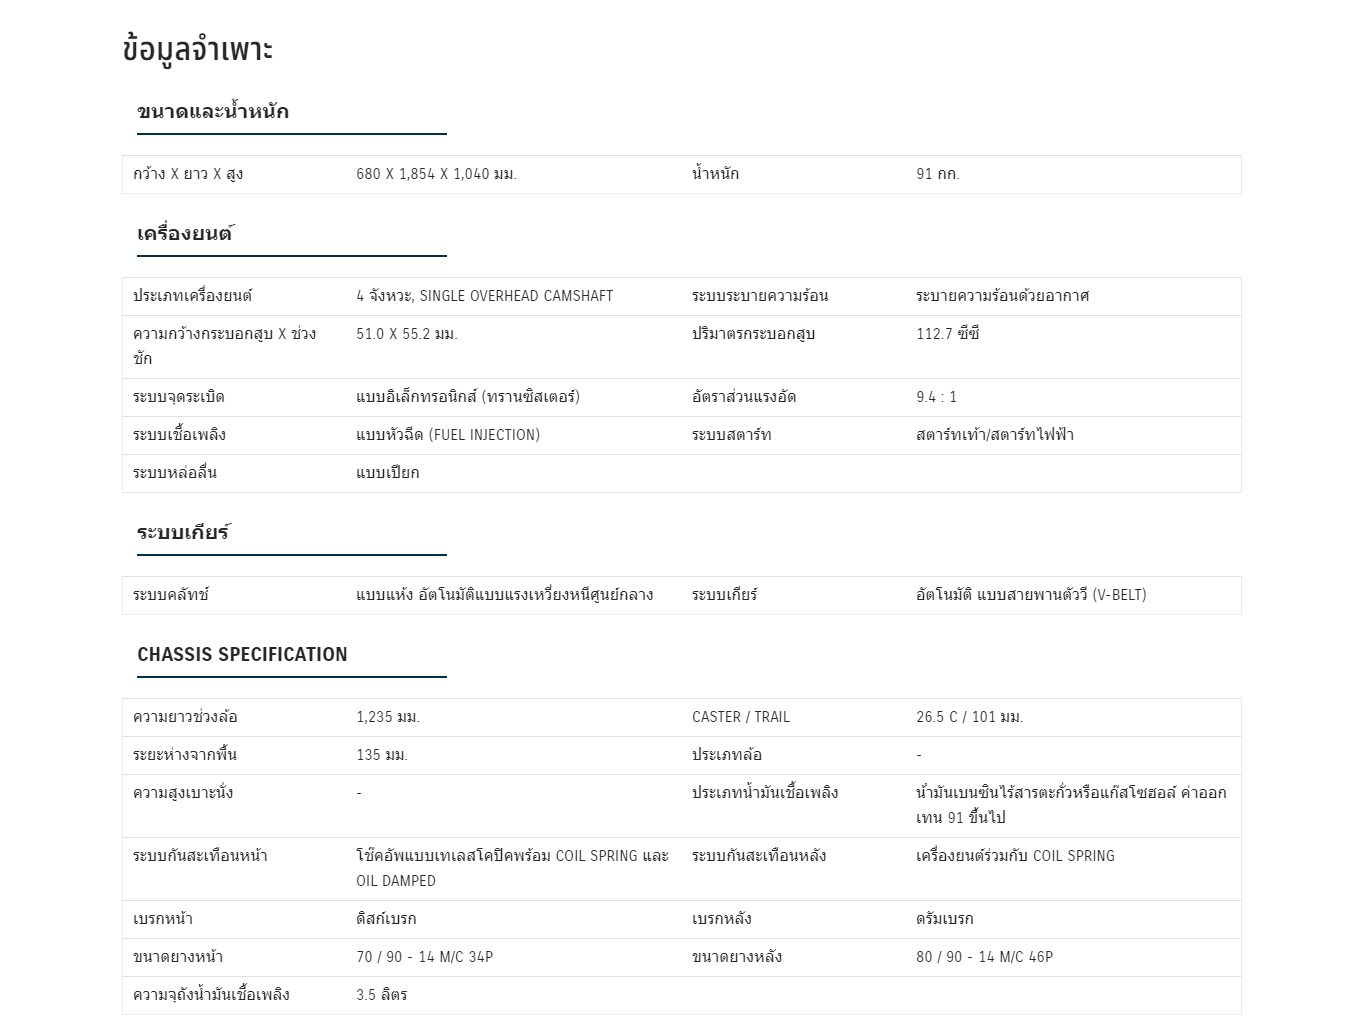 ข้อมูลจำเพาะ
ขนาดและน้ำหนัก
กว้าง X ยาว X สูง 680 X 1,854 X 1,040 มม. น้ำหนัก 91 กก.
เครื่องยนต์
ประเภทเครื่องยนต์ 4 จังหวะ, SINGLE OVERHEAD CAMSHAFT ระบบระบายความร้อน ระบายความร้อนด้วยอากาศ
ความกว้างกระบอกสูบ X ช่วง 51.0 X 55.2 มม. ปริมาตรกระบอกสูบ 112.7 ซีซี
ชัก
ระบบจุดระเบิด แบบอิเล็กทรอนิกส์ (ทรานซิสเตอร์) อัตราส่วนแรงอัด 9.4 : 1
ระบบเชื้อเพลิง แบบหัวฉีด (FUEL INJECTION) ระบบสตาร์ท สตาร์ทเท้า/สตาร์ทไฟฟ้า
ระบบหล่อลื่น แบบเปียก
ระบบเกียร์
ระบบคลัทช์ แบบแห้ง อัตโนมัติแบบแรงเหวี่ยงหนีศูนย์กลาง ระบบเกียร์ อัตโนมัติ แบบสายพานตัววี (V-BELT)
CHASSIS SPECIFICATION
ความยาวช่วงล้อ 1,235 มม. CASTER / TRAIL 26.5 C / 101 มม.
ระยะห่างจากพื้น 135 มม. ประเภทล้อ -
ความสูงเบาะนั่ง - ประเภทน้ำมันเชื้อเพลิง น้ำมันเบนซินไร้สารตะกั่วหรือแก๊สโซฮอล์ ค่าออก
เทน 91 ขึ้นไป
ระบบกันสะเทือนหน้า โช๊คอัพแบบเทเลสโคปิคพร้อม COIL SPRING และ ระบบกันสะเทือนหลัง เครื่องยนต์ร่วมกับ COIL SPRING
OIL DAMPED
เบรกหน้า ดิสก์เบรก เบรกหลัง ดรัมเบรก
ขนาดยางหน้า 70 / 90 - 14 M/C 34P ขนาดยางหลัง 80 / 90 - 14 M/C 46P
ความจุถังน้ำมันเชื้อเพลิง 3.5 ลิตร